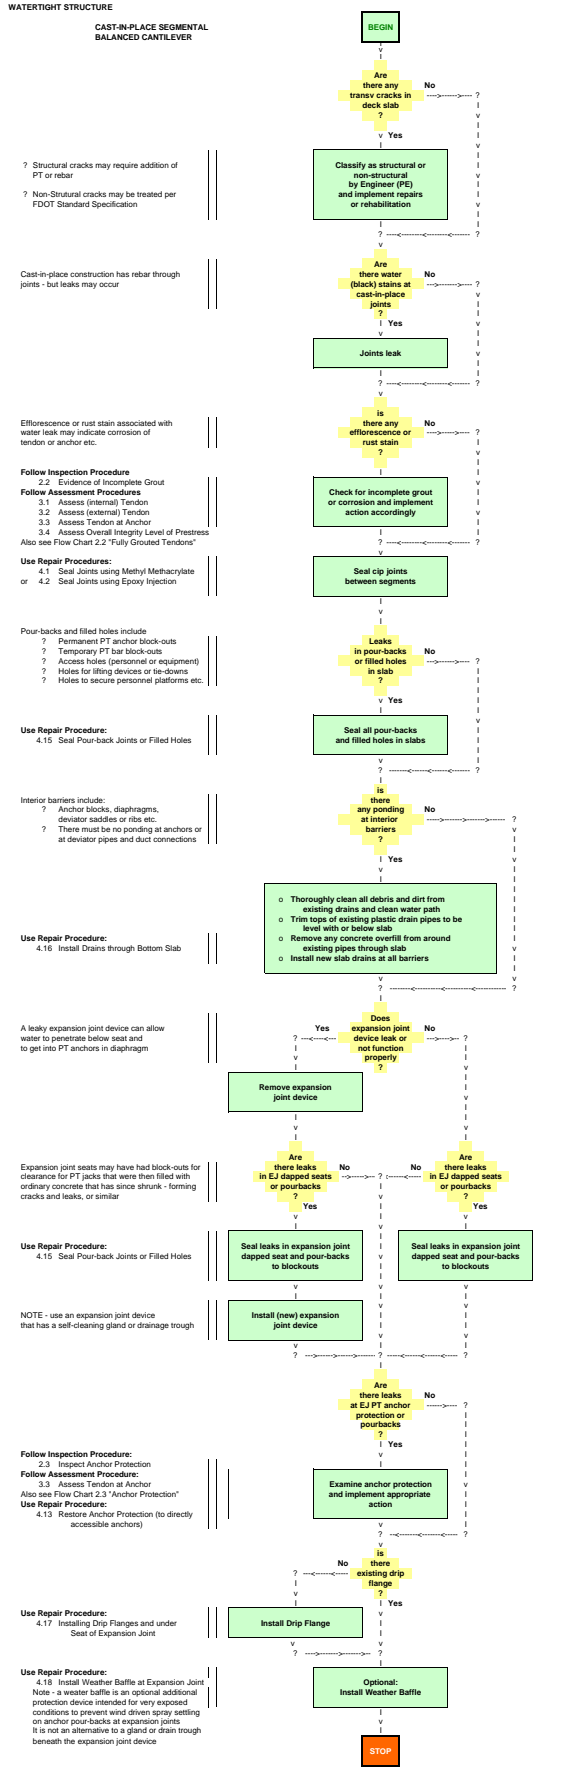 WATERTIGHT STRUCTURE
CAST-IN-PLACE SEGMENTAL
BALANCED CANTILEVER
BEGIN
Are
there any
transv cracks in
deck slab
?
No
Yes
? Structural cracks may require addition of
PT or rebar
? Non-Strutural cracks may be treated per
FDOT Standard Specification
Classify as structural or
non-structural
by Engineer (PE)
and implement repairs
or rehabilitation
Cast-in-place construction has rebar through
joints - but leaks may occur
Are
there water
(black) stains at
cast-in-place
joints
?
No
Yes
Joints leak
Efflorescence or rust stain associated with
water leak may indicate corrosion of
tendon or anchor etc.
is
there any
efflorescence or
rust stain
?
No
Yes
Follow Inspection Procedure
2.2 Evidence of Incomplete Grout
Follow Assessment Procedures
3.1 Assess (internal) Tendon
3.2 Assess (external) Tendon
3.3 Assess Tendon at Anchor
3.4 Assess Overall Integrity Level of Prestress
Also see Flow Chart 2.2 "Fully Grouted Tendons"
Check for incomplete grout
or corrosion and implement
action accordingly
Use Repair Procedures:
4.1 Seal Joints using Methyl Methacrylate
or 4.2 Seal Joints using Epoxy Injection
Seal cip joints
between segments
Pour-backs and filled holes include
? Permanent PT anchor block-outs
? Temporary PT bar block-outs
? Access holes (personnel or equipment)
? Holes for lifting devices or tie-downs
? Holes to secure personnel platforms etc.
Leaks
in pour-backs
or filled holes
in slab
?
No
Yes
Use Repair Procedure:
4.15 Seal Pour-back Joints or Filled Holes
Seal all pour-backs
and filled holes in slabs
Interior barriers include:
? Anchor blocks, diaphragms,
deviator saddles or ribs etc.
? There must be no ponding at anchors or
at deviator pipes and duct connections
is
there
any ponding
at interior
barriers
?
No
Yes
Use Repair Procedure:
4.16 Install Drains through Bottom Slab
o Thoroughly clean all debris and dirt from
existing drains and clean water path
o Trim tops of existing plastic drain pipes to be
level with or below slab
o Remove any concrete overfill from around
existing pipes through slab
o Install new slab drains at all barriers
A leaky expansion joint device can allow
water to penetrate below seat and
to get into PT anchors in diaphragm
Does
expansion joint
device leak or
not function
properly
?
Yes
No
Remove expansion
joint device
Expansion joint seats may have had block-outs for
clearance for PT jacks that were then filled with
ordinary concrete that has since shrunk - forming
cracks and leaks, or similar
Are
there leaks
in EJ dapped seats
or pourbacks
?
No
Yes
Are
there leaks
in EJ dapped seats
or pourbacks
?
No
Yes
Use Repair Procedure:
4.15 Seal Pour-back Joints or Filled Holes
Seal leaks in expansion joint
dapped seat and pour-backs
to blockouts
Seal leaks in expansion joint
dapped seat and pour-backs
to blockouts
NOTE - use an expansion joint device
that has a self-cleaning gland or drainage trough
Install (new) expansion
joint device
Are
there leaks
at EJ PT anchor
protection or
pourbacks
?
No
Yes
Follow Inspection Procedure:
2.3 Inspect Anchor Protection
Follow Assessment Procedure:
3.3 Assess Tendon at Anchor
Also see Flow Chart 2.3 "Anchor Protection"
Use Repair Procedure:
4.13 Restore Anchor Protection (to directly
accessible anchors)
Examine anchor protection
and implement appropriate
action
is
there
existing drip
flange
?
No
Yes
Use Repair Procedure:
4.17 Installing Drip Flanges and under
Seat of Expansion Joint
Install Drip Flange
Use Repair Procedure:
4.18 Install Weather Baffle at Expansion Joint
Note - a weater baffle is an optional additional
protection device intended for very exposed
conditions to prevent wind driven spray settling
on anchor pour-backs at expansion joints
It is not an alternative to a gland or drain trough
beneath the expansion joint device
Optional:
Install Weather Baffle
STOP